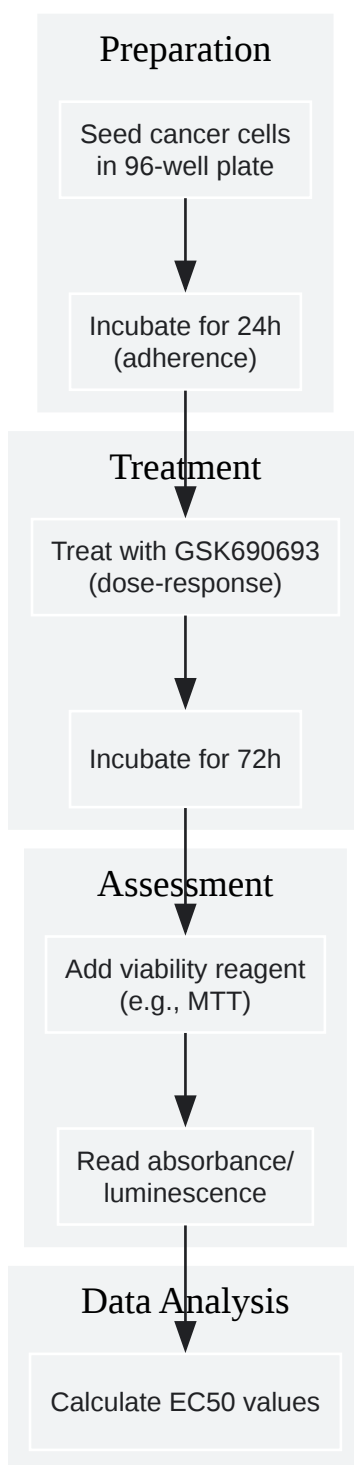 Preparation
Seed cancer cells
in 96-well plate
Incubate for 24h
(adherence)
Treatment
Treat with GSK690693
(dose-response)
Incubate for 72h
Assessment
Add viability reagent
(e.g., MTT)
Read absorbance/
luminescence
Data Analysis
Calculate EC50 values